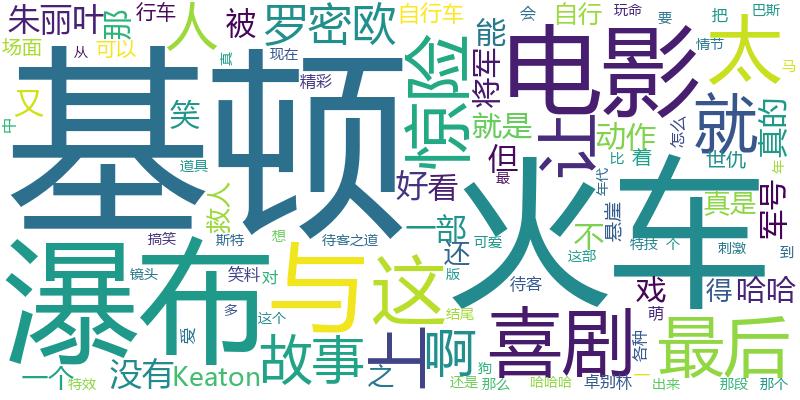 朱丽叶
那
行车
人
被
罗密欧
能
自行车
自行
会
玩命
要
把
巴斯
场面
可以
从
真
现在
将军
电影
情节
太
马
又
笑
精彩
惊险
就是
让
动作
怎么
就
真的
中
基顿
火车
道具
救人
好看
但
比
着
世仇
年代
年
最
真是
军号
搞笑
斯特
想
待客之道
一部
还
可爱
不
悬崖
特技
个
这部
刺激
到
瀑布
与
这
镜头
笑料
对
版
待客
戏
萌
得
哈哈
爱
多
这个
故事
上
啊
结尾
喜剧
各种
最后
一个
特效
没有
Keaton
之
狗
还是
那么
哈哈哈
卓别林
一
出来
那段
那个